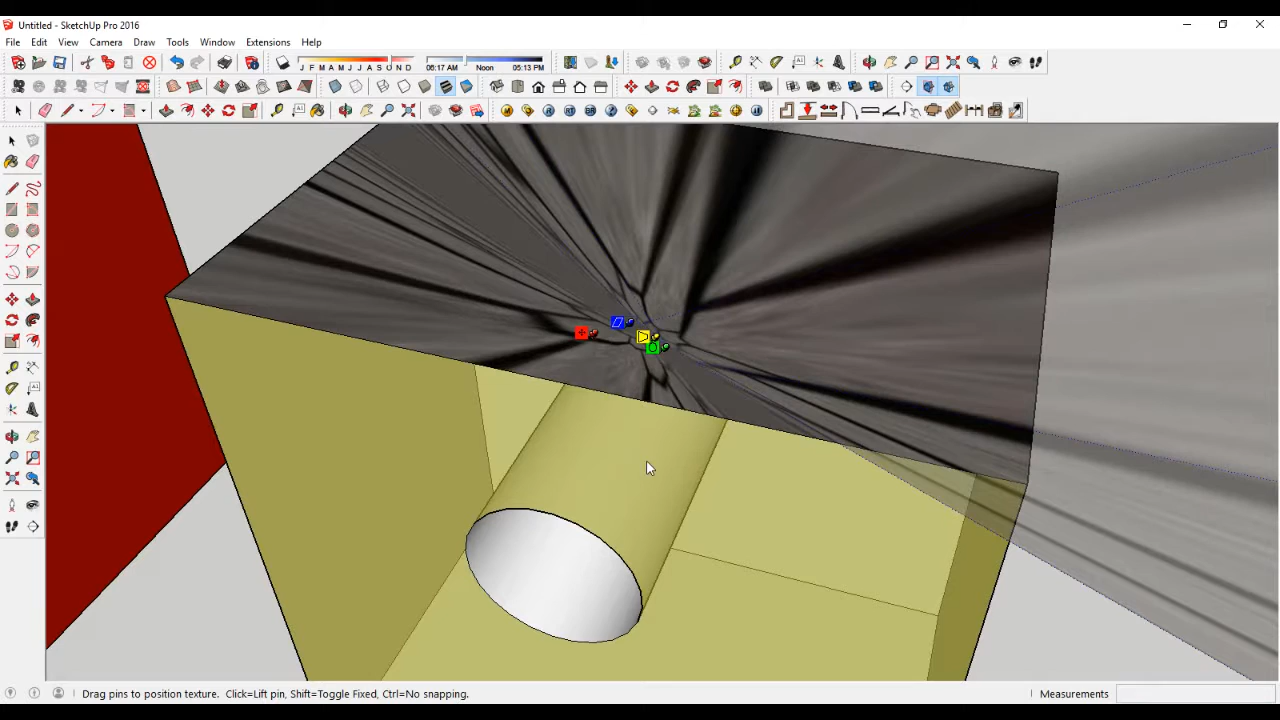 Untitled - SketchUp Pro 2016
File Edit View Camera Draw Tools Window Extensions Help
J F M A M J J A S O N D 06:17 AM Noon 05:13 PM
Drag pins to position texture. Click=Lift pin, Shift=Toggle Fixed, Ctrl=No snapping. Measurements